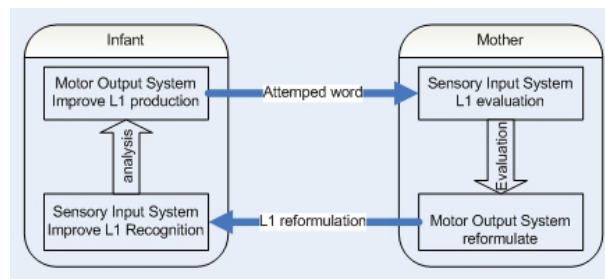 Infant
Mother
Motor Output System
Improve L1 production
Attemped word
Sensory Input System
L1 evaluation
analysis
Evaluation
Sensory Input System
Improve L1 Recognition
L1 reformulation
Motor Output System
reformulate